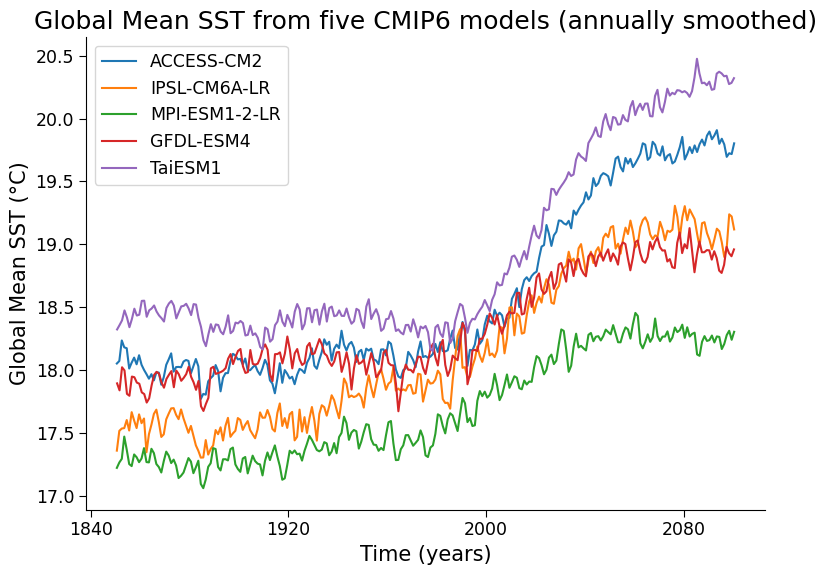 Global Mean SST from five CMIP6 models (annually smoothed)
ACCESS-CM2
IPSL-CM6A-LR
MPI-ESM1-2-LR
GFDL-ESM4
TaiESM1
Global Mean SST (°C)
20.5
20.0
19.5
19.0
18.5
18.0
17.5
17.0
1840 1920 2000 2080
Time (years)